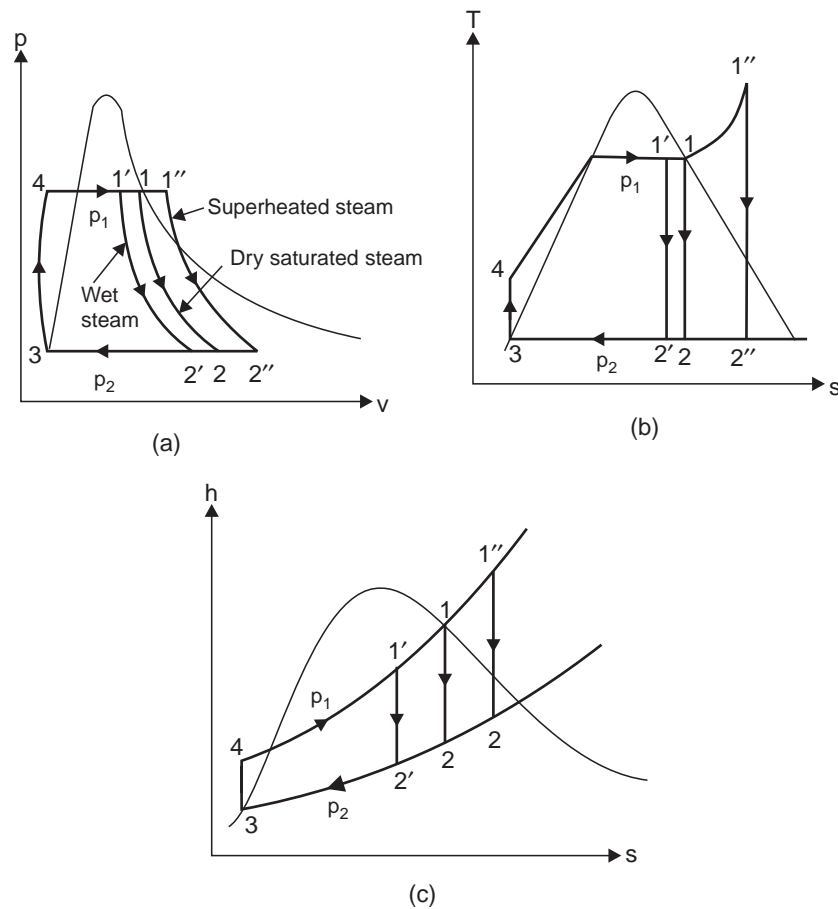 p
4 1′ 1 1″
p1
Superheated steam
Dry saturated steam
Wet
steam
3
p2
2′ 2 2″
v
(a)
T
1″
1′ 1
p1
4
3
p2
2′ 2 2″
s
(b)
h
1″
1
1′
p1
4
2
2
2′
p2
3
s
(c)